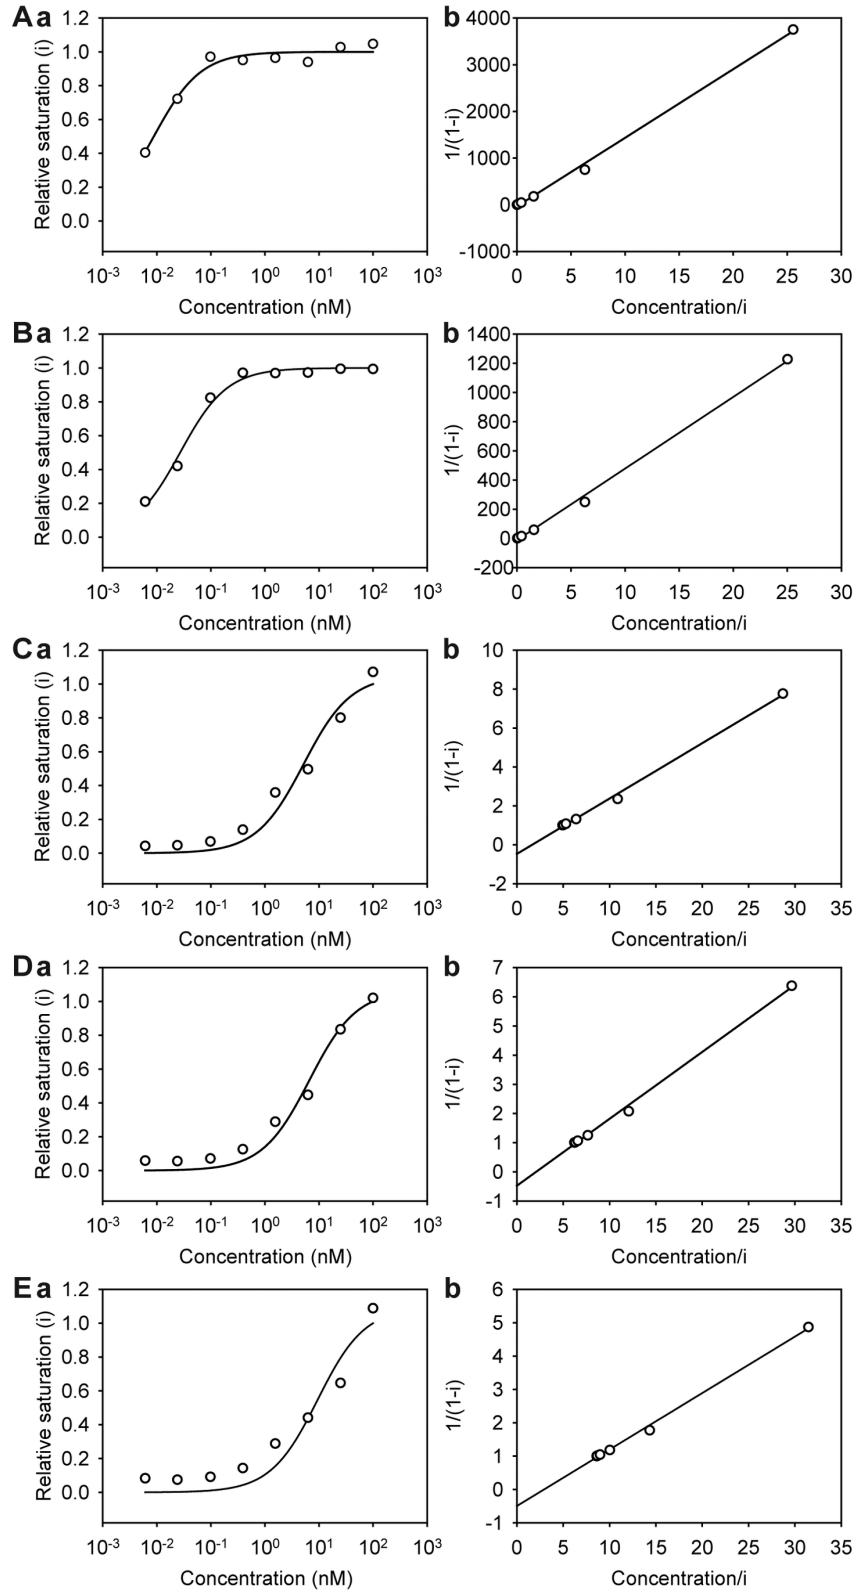 Aa
1.2
1.0
0.8
0.6
0.4
0.2
0.0
Relative saturation (i)
10-3 10-2 10-1 100 101 102 103
Concentration (nM)
b
4000
3000
2000
1000
0
-1000
1/(1-i)
0 5 10 15 20 25 30
Concentration/i
Ba
1.2
1.0
0.8
0.6
0.4
0.2
0.0
Relative saturation (i)
10-3 10-2 10-1 100 101 102 103
Concentration (nM)
b
1400
1200
1000
800
600
400
200
0
-200
1/(1-i)
0 5 10 15 20 25 30
Concentration/i
Ca
1.2
1.0
0.8
0.6
0.4
0.2
0.0
Relative saturation (i)
10-3 10-2 10-1 100 101 102 103
Concentration (nM)
b
10
8
6
4
2
0
-2
1/(1-i)
0 5 10 15 20 25 30 35
Concentration/i
Da
1.2
1.0
0.8
0.6
0.4
0.2
0.0
Relative saturation (i)
10-3 10-2 10-1 100 101 102 103
Concentration (nM)
b
7
6
5
4
3
2
1
0
-1
1/(1-i)
0 5 10 15 20 25 30 35
Concentration/i
Ea
1.2
1.0
0.8
0.6
0.4
0.2
0.0
Relative saturation (i)
10-3 10-2 10-1 100 101 102 103
Concentration (nM)
b
6
5
4
3
2
1
0
-1
1/(1-i)
0 5 10 15 20 25 30 35
Concentration/i